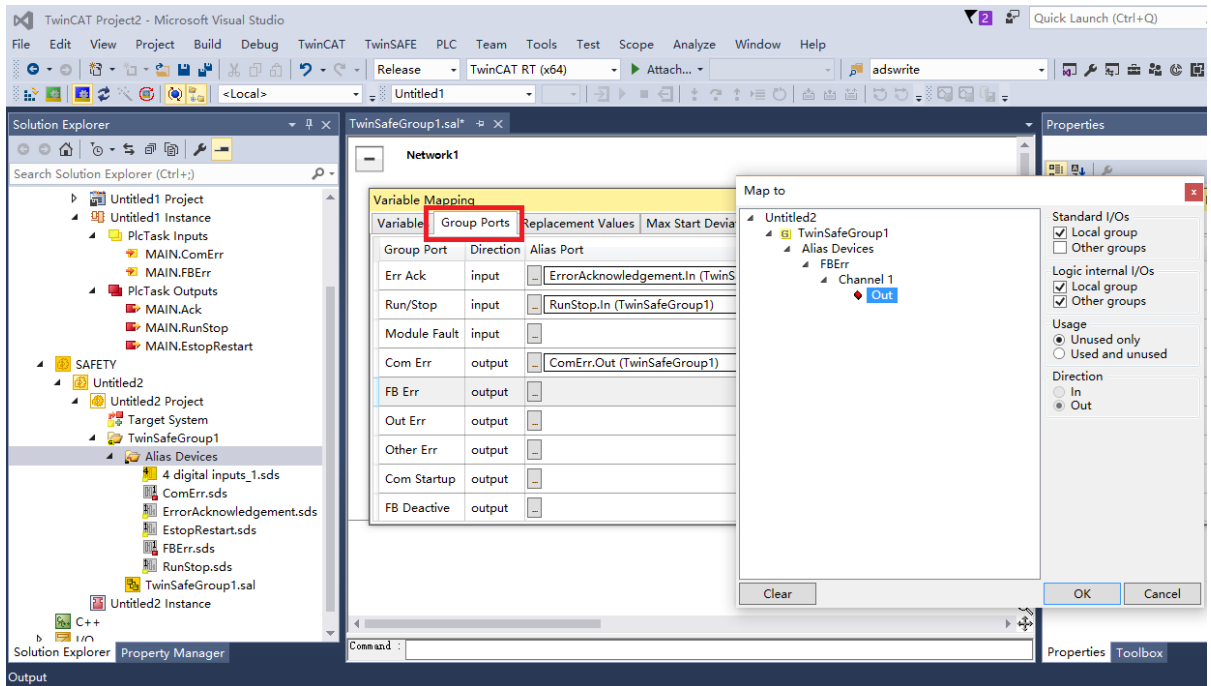 TwinCAT Project2 - Microsoft Visual Studio
2
Quick Launch (Ctrl+Q)
File Edit View Project Build Debug TwinCAT TwinSAFE PLC Team Tools Test Scope Analyze Window Help
Release TwinCAT RT (x64) Attach... adswrite
<Local> Untitled1
Solution Explorer
Search Solution Explorer (Ctrl+;)
Untitled1 Project
Untitled1 Instance
PlcTask Inputs
MAIN.ComErr
MAIN.FBErr
PlcTask Outputs
MAIN.Ack
MAIN.RunStop
MAIN.EstopRestart
SAFETY
Untitled2
Untitled2 Project
Target System
TwinSafeGroup1
Alias Devices
4 digital inputs_1.sds
ComErr.sds
ErrorAcknowledgement.sds
EstopRestart.sds
FBErr.sds
RunStop.sds
TwinSafeGroup1.sal
Untitled2 Instance
C++
I/O
Solution Explorer Property Manager
Output
TwinSafeGroup1.sal*
Network1
Variable Mapping
Variable Group Ports Replacement Values Max Start Devia
Group Port Direction Alias Port
Err Ack input ... ErrorAcknowledgement.In (TwinS
Run/Stop input ... RunStop.In (TwinSafeGroup1)
Module Fault input ...
Com Err output ... ComErr.Out (TwinSafeGroup1)
FB Err output ...
Out Err output ...
Other Err output ...
Com Startup output ...
FB Deactive output ...
Command :
Map to
x
Untitled2
TwinSafeGroup1
Alias Devices
FBErr
Channel 1
Out
Standard I/Os
Local group
Other groups
Logic internal I/Os
Local group
Other groups
Usage
Unused only
Used and unused
Direction
In
Out
Clear OK Cancel
Properties
Properties Toolbox